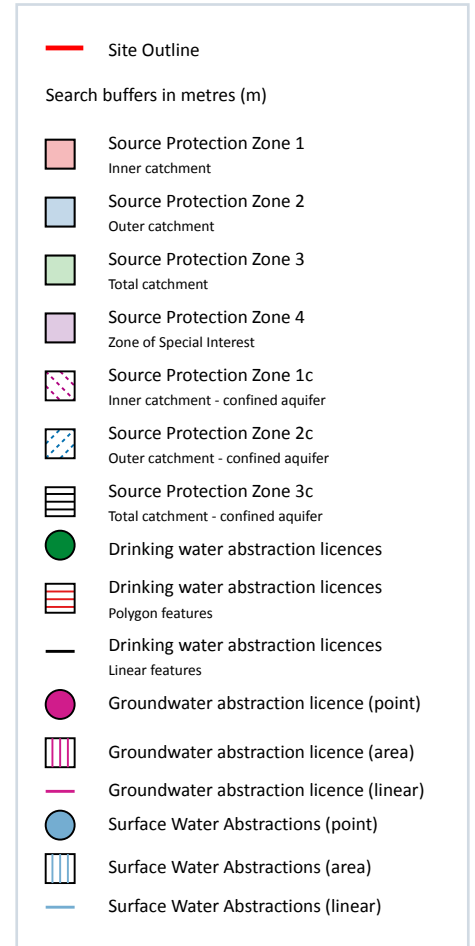 Site Outline
Search buffers in metres (m)
Source Protection Zone 1
Inner catchment
Source Protection Zone 2
Outer catchment
Source Protection Zone 3
Total catchment
Source Protection Zone 4
Zone of Special Interest
Source Protection Zone 1c
Inner catchment - confined aquifer
Source Protection Zone 2c
Outer catchment - confined aquifer
Source Protection Zone 3c
Total catchment - confined aquifer
Drinking water abstraction licences
Drinking water abstraction licences
Polygon features
Drinking water abstraction licences
Linear features
Groundwater abstraction licence (point)
Groundwater abstraction licence (area)
Groundwater abstraction licence (linear)
Surface Water Abstractions (point)
Surface Water Abstractions (area)
Surface Water Abstractions (linear)